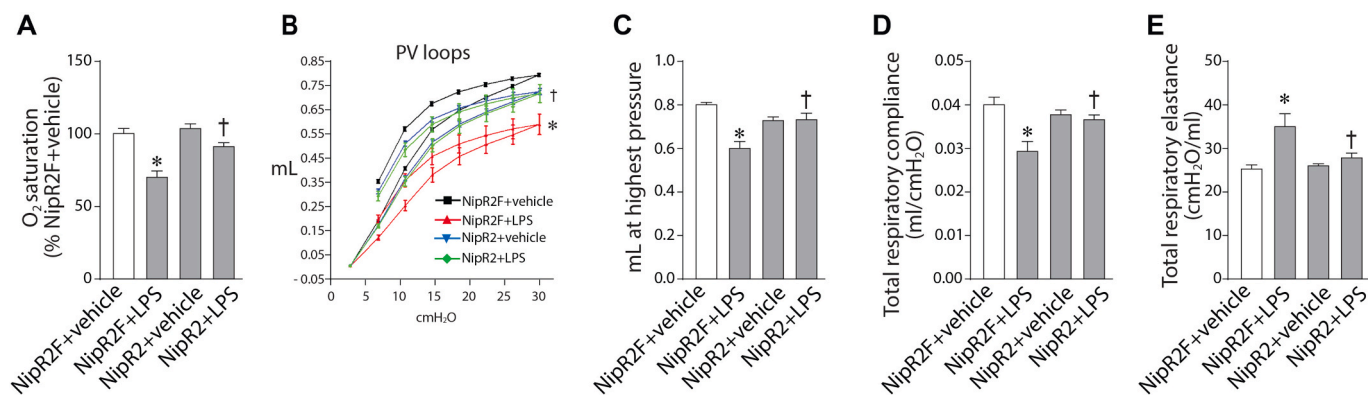 A
O₂ saturation
(% NipR2F+vehicle)
150
100
50
0
*
†
NipR2F+vehicle
NipR2F+LPS
NipR2+vehicle
NipR2+LPS
B
PV loops
mL
0.85
0.75
0.65
0.55
0.45
0.35
0.25
0.15
0.05
- 0.05
†
*
NipR2F+vehicle
NipR2F+LPS
NipR2+vehicle
NipR2+LPS
0 5 10 15 20 25 30
cmH₂O
C
mL at highest pressure
1.0
0.8
0.6
0.4
0.2
0.0
*
†
NipR2F+vehicle
NipR2F+LPS
NipR2+vehicle
NipR2+LPS
D
Total respiratory compliance
(ml/cmH₂O)
0.05
0.04
0.03
0.02
0.01
0.00
*
†
NipR2F+vehicle
NipR2F+LPS
NipR2+vehicle
NipR2+LPS
E
Total respiratory elastance
(cmH₂O/ml)
50
40
30
20
10
0
*
†
NipR2F+vehicle
NipR2F+LPS
NipR2+vehicle
NipR2+LPS